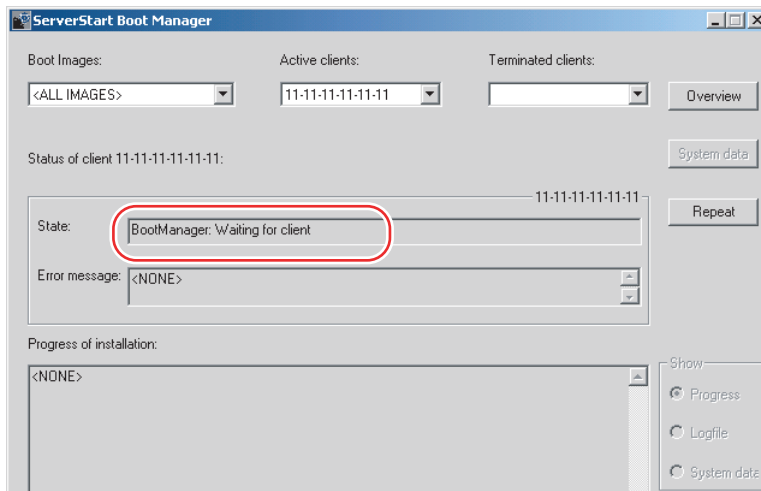 ServerStart Boot Manager
Boot Images: Active clients: Terminated clients:
<ALL IMAGES> 11-11-11-11-11-11 Overview
Status of client 11-11-11-11-11-11: System data
11-11-11-11-11-11
State: BootManager: Waiting for client Repeat
Error message: <NONE>
Progress of installation:
<NONE> Show
Progress
Logfile
System data